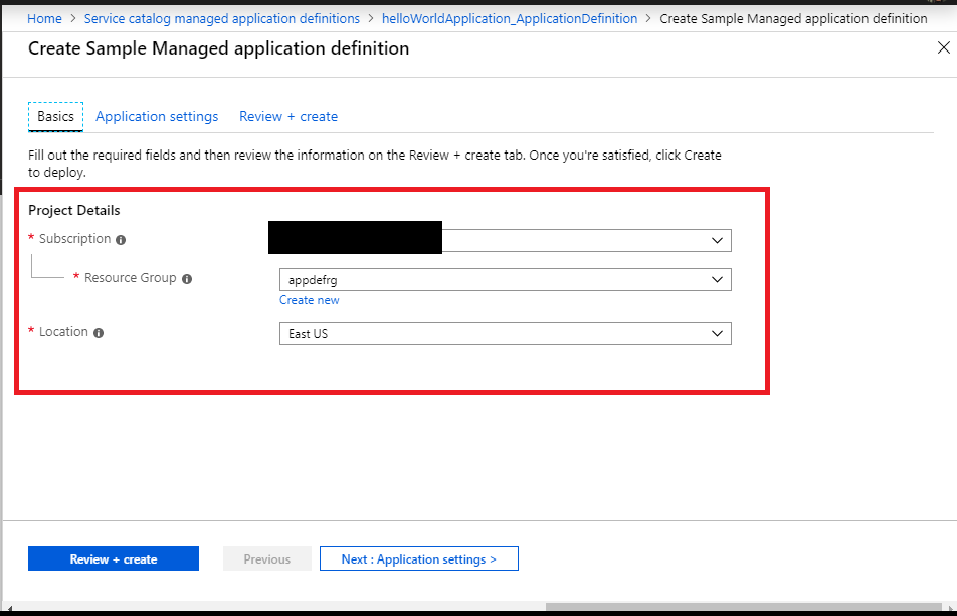 Home > Service catalog managed application definitions > helloWorldApplication_ApplicationDefinition > Create Sample Managed application definition
Create Sample Managed application definition
Basics Application settings Review + create
Fill out the required fields and then review the information on the Review + create tab. Once you're satisfied, click Create
to deploy.
Project Details
* Subscription
* Resource Group appdefrg
Create new
* Location East US
Review + create Previous Next : Application settings >